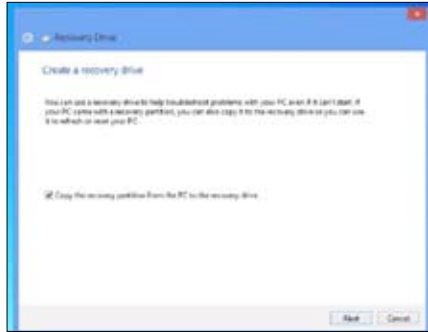 Recovery Drive
Create a recovery drive
You can use a recovery drive to help troubleshoot problems with your PC even if it can't start. If
your PC came with a recovery partition, you can also copy it to the recovery drive so you can use
it to refresh or reset your PC.
Copy the recovery partition from the PC to the recovery drive.
Next
Cancel